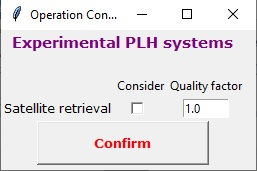 Operation Con...
Experimental PLH systems
Consider Quality factor
Satellite retrieval 1.0
Confirm